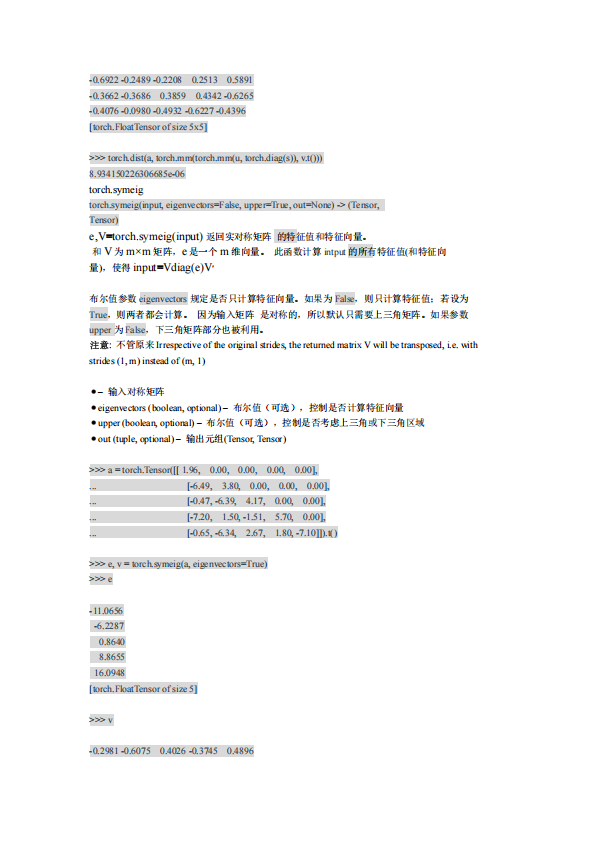 -0.6922 -0.2489 -0.2208 0.2513 0.5891
-0.3662 -0.3686 0.3859 0.4342 -0.6265
-0.4076 -0.0980 -0.4932 -0.6227 -0.4396
[torch.FloatTensor of size 5x5]
>>> torch.dist(a, torch.mm(torch.mm(u, torch.diag(s)), v.t()))
8.934150226306685e-06
torch.symeig
torch.symeig(input, eigenvectors=False, upper=True, out=None) -> (Tensor,
Tensor)
e,V=torch.symeig(input) 返回实对称矩阵 的特征值和特征向量。
和 V 为 m×m 矩阵，e 是一个 m 维向量。 此函数计算 intput 的所有特征值(和特征向
量)，使得 input=Vdiag(e)V'
布尔值参数 eigenvectors 规定是否只计算特征向量。如果为 False，则只计算特征值；若设为
True，则两者都会计算。 因为输入矩阵 是对称的，所以默认只需要上三角矩阵。如果参数
upper 为 False，下三角矩阵部分也被利用。
注意: 不管原来 Irrespective of the original strides, the returned matrix V will be transposed, i.e. with
strides (1, m) instead of (m, 1)
● – 输入对称矩阵
● eigenvectors (boolean, optional) – 布尔值（可选），控制是否计算特征向量
● upper (boolean, optional) – 布尔值（可选），控制是否考虑上三角或下三角区域
● out (tuple, optional) – 输出元组(Tensor, Tensor)
>>> a = torch.Tensor([[ 1.96, 0.00, 0.00, 0.00, 0.00],
... [-6.49, 3.80, 0.00, 0.00, 0.00],
... [-0.47, -6.39, 4.17, 0.00, 0.00],
... [-7.20, 1.50, -1.51, 5.70, 0.00],
... [-0.65, -6.34, 2.67, 1.80, -7.10]]).t()
>>> e, v = torch.symeig(a, eigenvectors=True)
>>> e
-11.0656
-6.2287
0.8640
8.8655
16.0948
[torch.FloatTensor of size 5]
>>> v
-0.2981 -0.6075 0.4026 -0.3745 0.4896